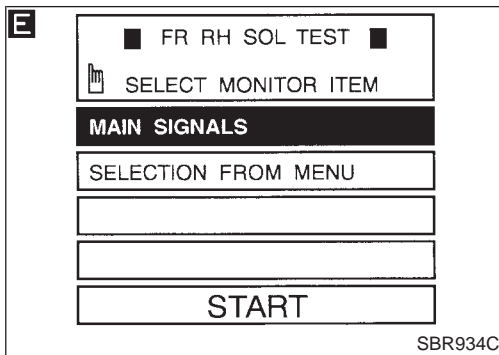 E
■ FR RH SOL TEST ■
SELECT MONITOR ITEM
MAIN SIGNALS
SELECTION FROM MENU
START
SBR934C